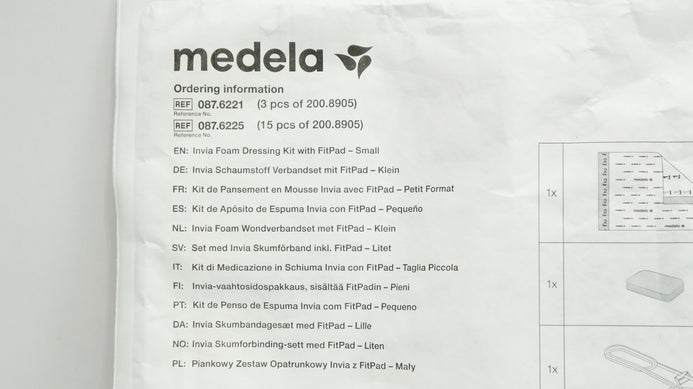 medela
Ordering information
REF 087.6221 (3 pcs of 200.8905)
Reference No.
REF 087.6225 (15 pcs of 200.8905)
Reference No.
EN: Invia Foam Dressing Kit with FitPad – Small
DE: Invia Schaumstoff Verbandset mit FitPad – Klein
FR: Kit de Pansement en Mousse Invia avec FitPad – Petit Format
ES: Kit de Apósito de Espuma Invia con FitPad – Pequeño
NL: Invia Foam Wondverbandset met FitPad – Klein
SV: Set med Invia Skumförband inkl. FitPad – Litet
IT: Kit di Medicazione in Schiuma Invia con FitPad – Taglia Piccola
FI: Invia-vaahtosidospakkaus, sisältää FitPadin – Pieni
PT: Kit de Penso de Espuma Invia com FitPad – Pequeno
DA: Invia Skumbandagesæt med FitPad – Lille
NO: Invia Skumforbinding-sett med FitPad – Liten
PL: Piankowy Zestaw Opatrunkowy Invia z FitPad – Mały
1x
medela
medela
1x
1x